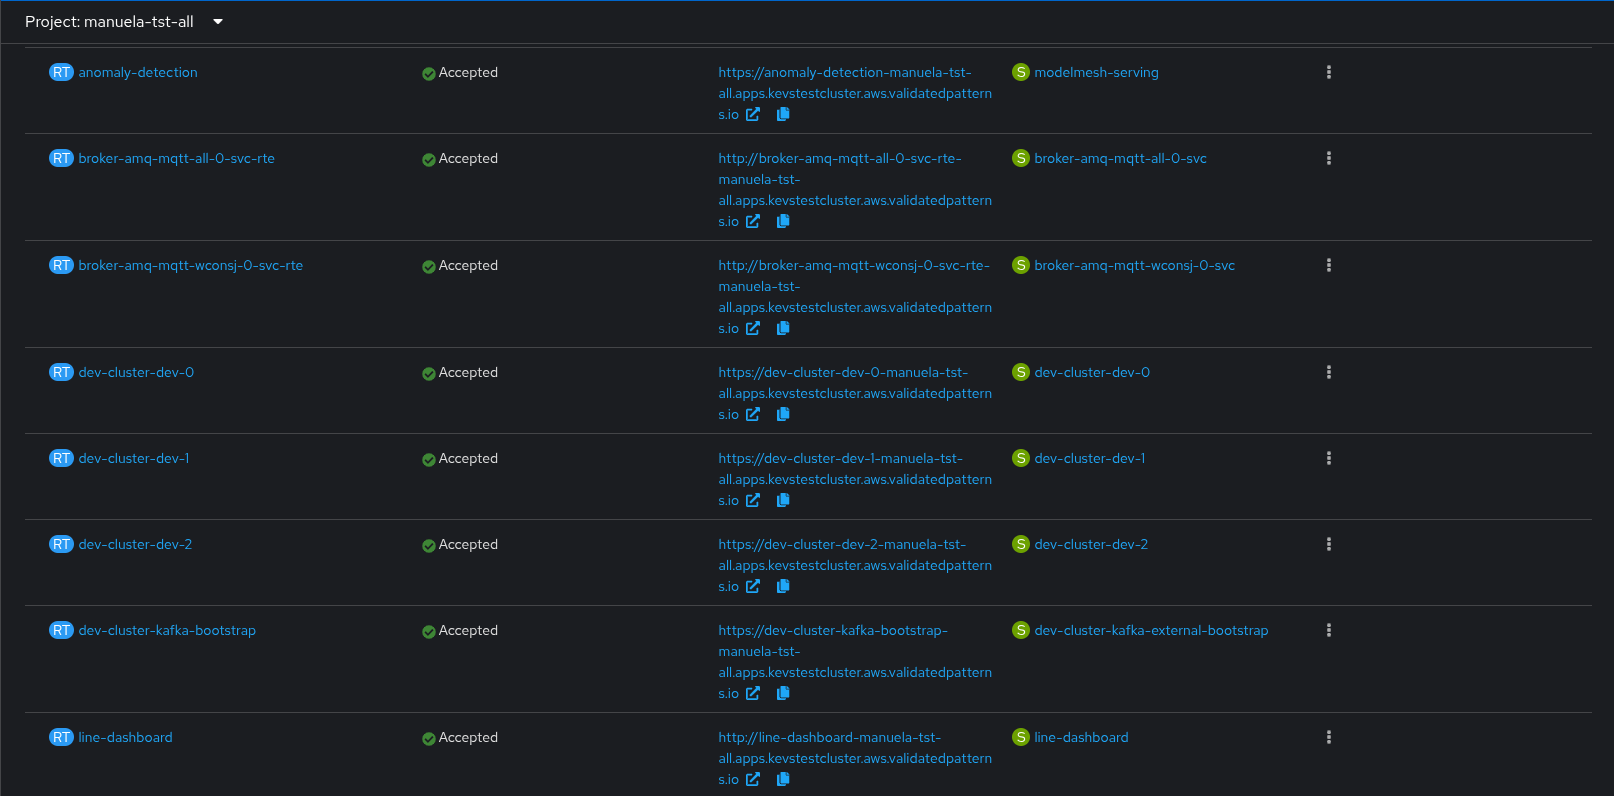 Project: manuela-tst-all
RT anomaly-detection Accepted https://anomaly-detection-manuela-tst- S modelmesh-serving
all.apps.kevstestcluster.aws.validatedpattern
s.io
RT broker-amq-mqtt-all-0-svc-rte Accepted http://broker-amq-mqtt-all-0-svc-rte- S broker-amq-mqtt-all-0-svc
manuela-tst-
all.apps.kevstestcluster.aws.validatedpattern
s.io
RT broker-amq-mqtt-wconsj-0-svc-rte Accepted http://broker-amq-mqtt-wconsj-0-svc-rte- S broker-amq-mqtt-wconsj-0-svc
manuela-tst-
all.apps.kevstestcluster.aws.validatedpattern
s.io
RT dev-cluster-dev-0 Accepted https://dev-cluster-dev-0-manuela-tst- S dev-cluster-dev-0
all.apps.kevstestcluster.aws.validatedpattern
s.io
RT dev-cluster-dev-1 Accepted https://dev-cluster-dev-1-manuela-tst- S dev-cluster-dev-1
all.apps.kevstestcluster.aws.validatedpattern
s.io
RT dev-cluster-dev-2 Accepted https://dev-cluster-dev-2-manuela-tst- S dev-cluster-dev-2
all.apps.kevstestcluster.aws.validatedpattern
s.io
RT dev-cluster-kafka-bootstrap Accepted https://dev-cluster-kafka-bootstrap- S dev-cluster-kafka-external-bootstrap
manuela-tst-
all.apps.kevstestcluster.aws.validatedpattern
s.io
RT line-dashboard Accepted http://line-dashboard-manuela-tst- S line-dashboard
all.apps.kevstestcluster.aws.validatedpattern
s.io